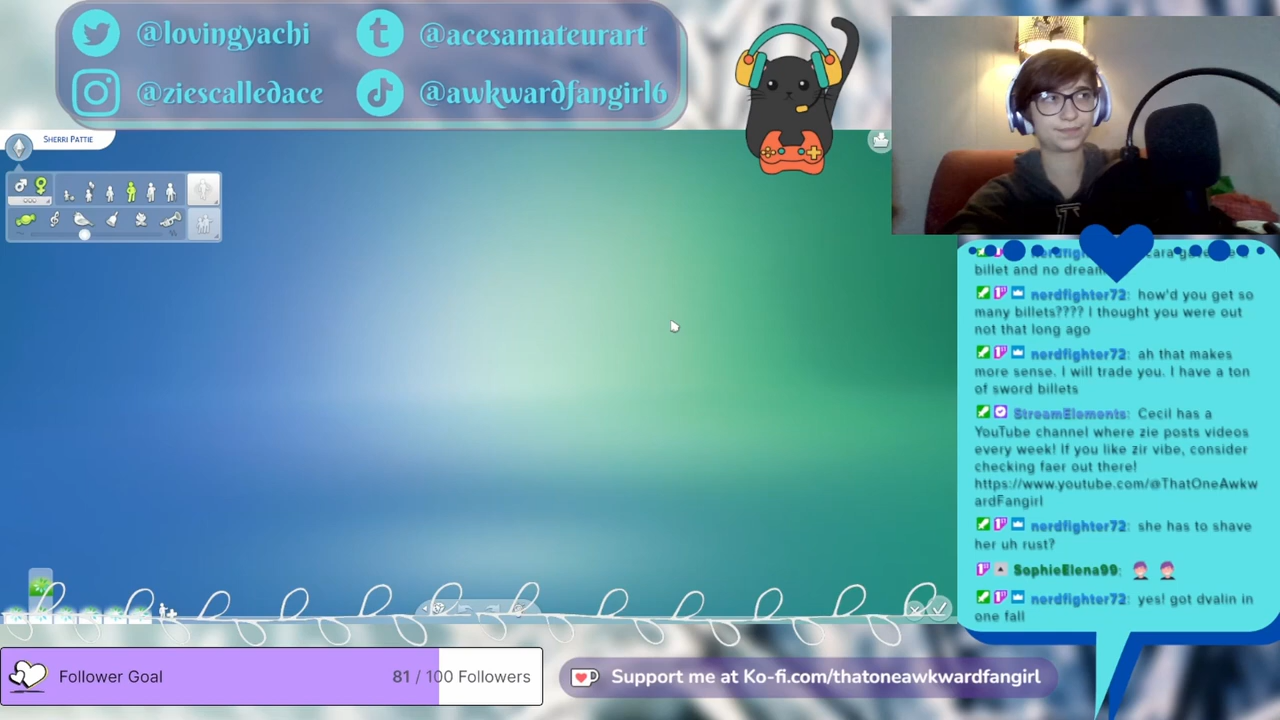 @lovingyachi
@acesamateurart
@ziescalledace
@awkwardfangirl6
SHERRI PATTIE
billet and no
nerdfighter72: how'd you get so
many billets???? I thought you were out
not that long ago
nerdfighter72: ah that makes
more sense. I will trade you. I have a ton
of sword billets
StreamElements: Cecil has a
YouTube channel where zie posts videos
every week! If you like zir vibe, consider
checking faer out there!
https://www.youtube.com/@ThatOneAwkw
ardFangirl
nerdfighter72: she has to shave
her uh rust?
SophieElena99:
nerdfighter72: yes! got dvalin in
one fall
Follower Goal
81 / 100 Followers
Support me at Ko-fi.com/thatoneawkwardfangirl